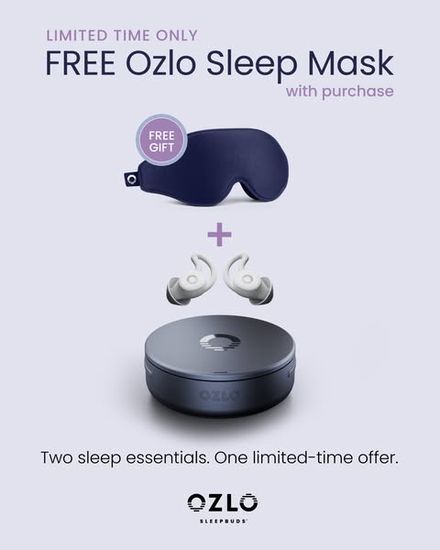 LIMITED TIME ONLY
FREE Ozlo Sleep Mask
with purchase
FREE
GIFT
OZLO
Two sleep essentials. One limited-time offer.
OZLO
SLEEPBUDS